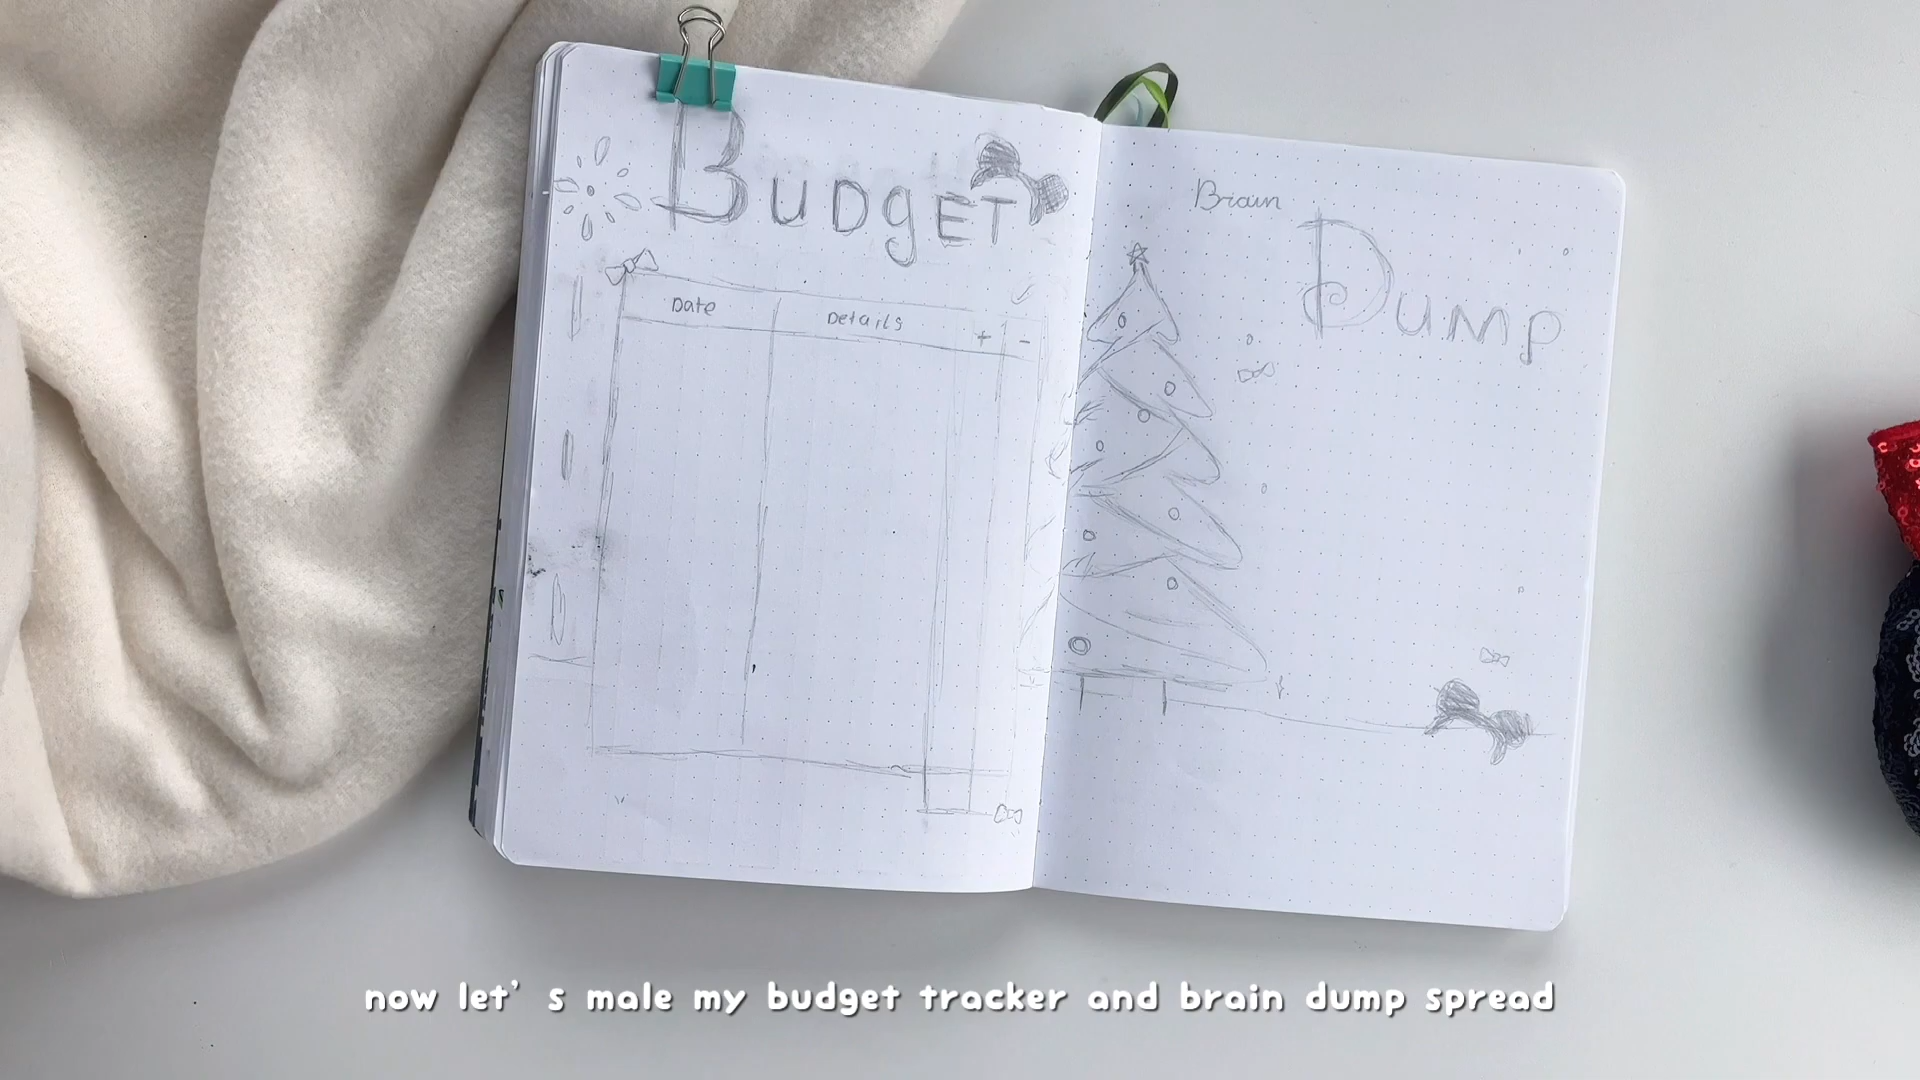 Budget
Date Details + -
Brain
Dump
now let's male my budget tracker and brain dump spread